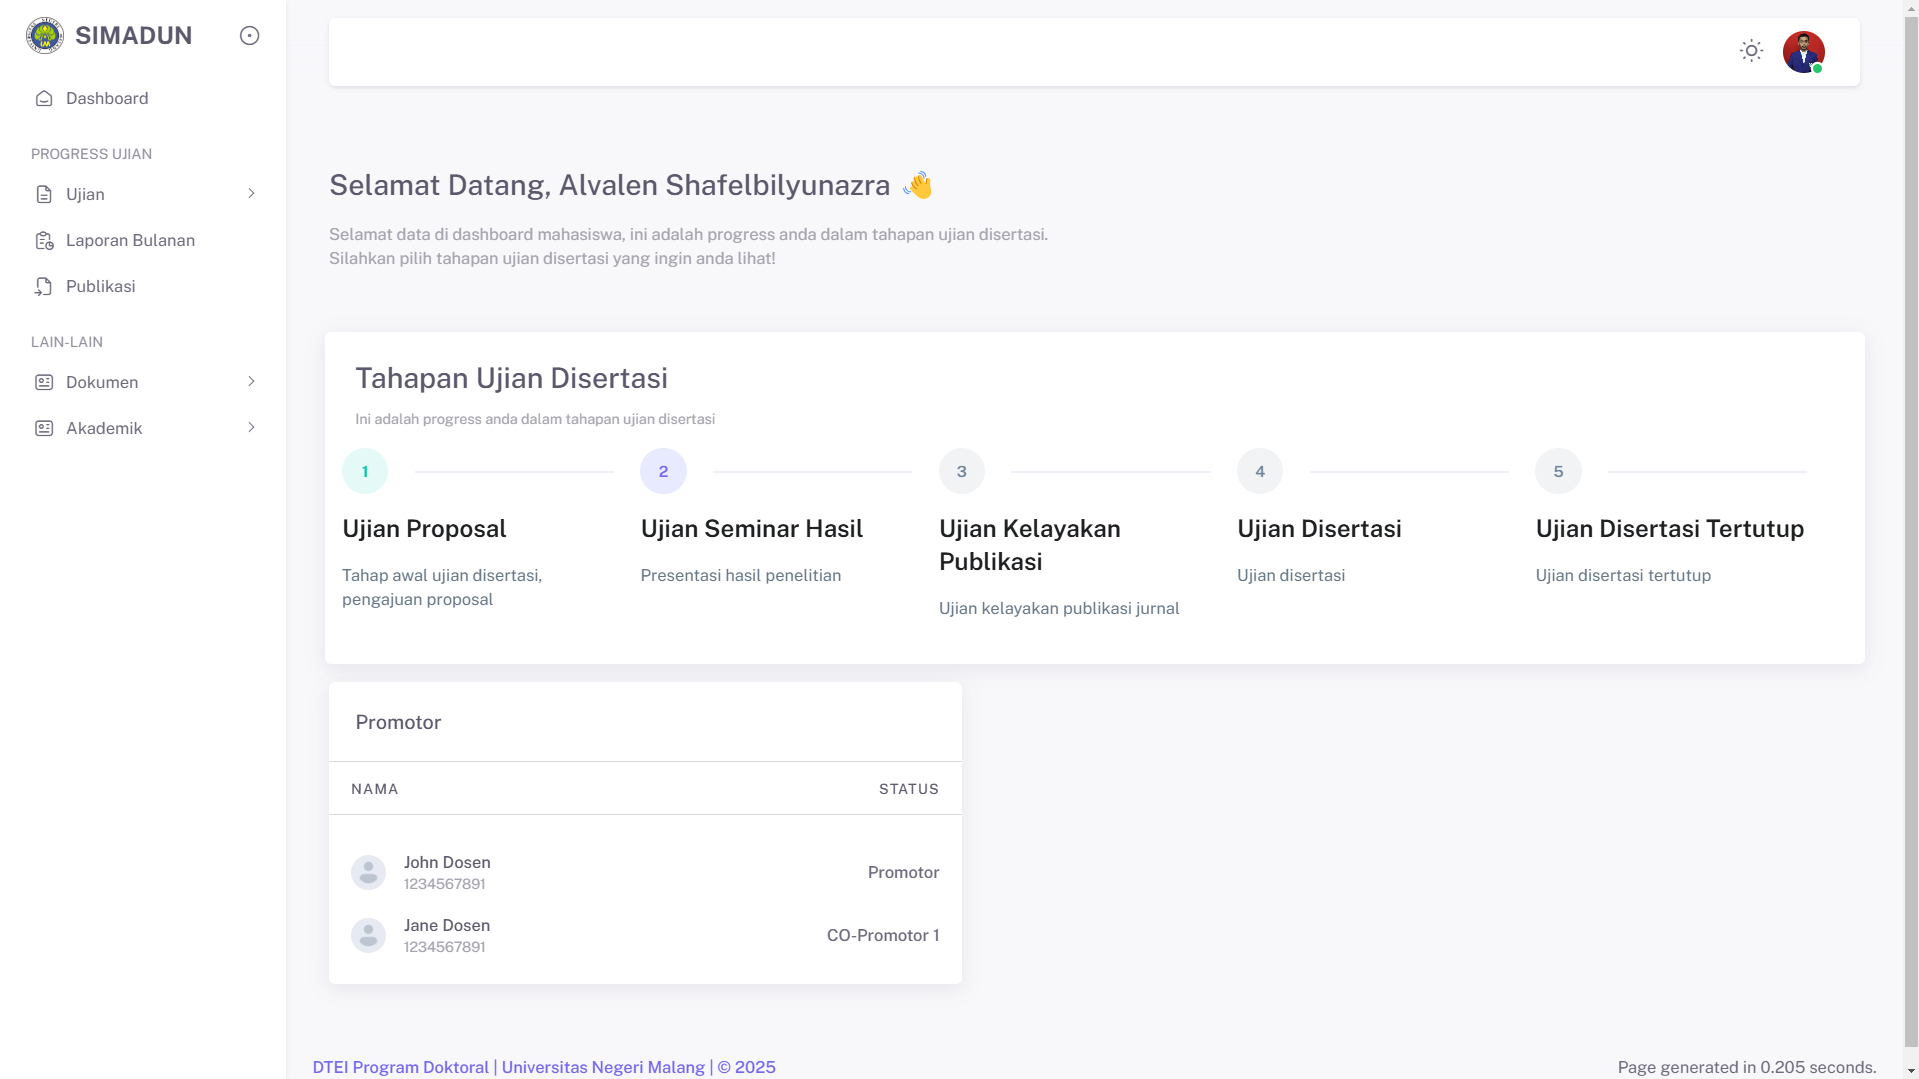 SIMADUN
Dashboard
PROGRESS UJIAN
Ujian
Laporan Bulanan
Publikasi
LAIN-LAIN
Dokumen
Akademik
Selamat Datang, Alvalen Shafelbilyunazra 👋
Selamat data di dashboard mahasiswa, ini adalah progress anda dalam tahapan ujian disertasi.
Silahkan pilih tahapan ujian disertasi yang ingin anda lihat!
Tahapan Ujian Disertasi
Ini adalah progress anda dalam tahapan ujian disertasi
1
Ujian Proposal
Tahap awal ujian disertasi,
pengajuan proposal
2
Ujian Seminar Hasil
Presentasi hasil penelitian
3
Ujian Kelayakan
Publikasi
Ujian kelayakan publikasi jurnal
4
Ujian Disertasi
Ujian disertasi
5
Ujian Disertasi Tertutup
Ujian disertasi tertutup
Promotor
NAMA STATUS
John Dosen
1234567891
Promotor
Jane Dosen
1234567891
CO-Promotor 1
DTEI Program Doktoral | Universitas Negeri Malang | © 2025
Page generated in 0.205 seconds.